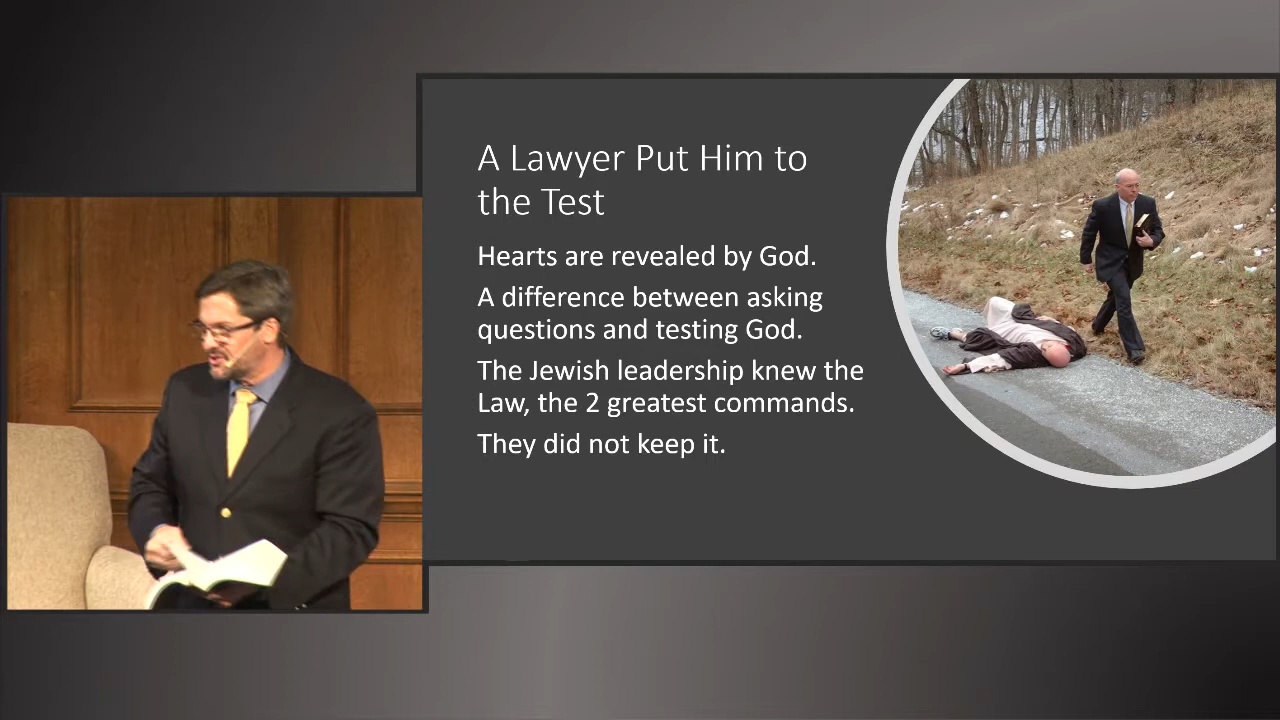 A Lawyer Put Him to
the Test
Hearts are revealed by God.
A difference between asking
questions and testing God.
The Jewish leadership knew the
Law, the 2 greatest commands.
They did not keep it.